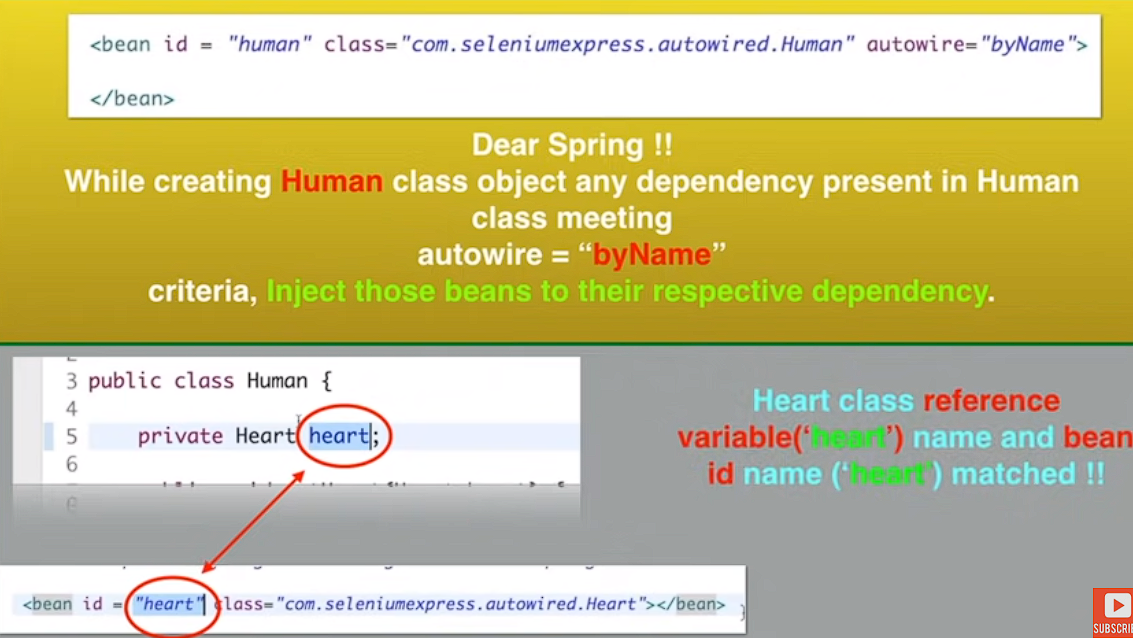 <bean id = "human" class="com.seleniumexpress.autowired.Human" autowire="byName">
</bean>
Dear Spring !!
While creating Human class object any dependency present in Human
class meeting
autowire = “byName”
criteria, Inject those beans to their respective dependency.
3 public class Human {
4
5 private Heart heart;
6
Heart class reference
variable(‘heart’) name and bean
id name (‘heart’) matched !!
<bean id = "heart" class="com.seleniumexpress.autowired.Heart"></bean>
SUBSCRI